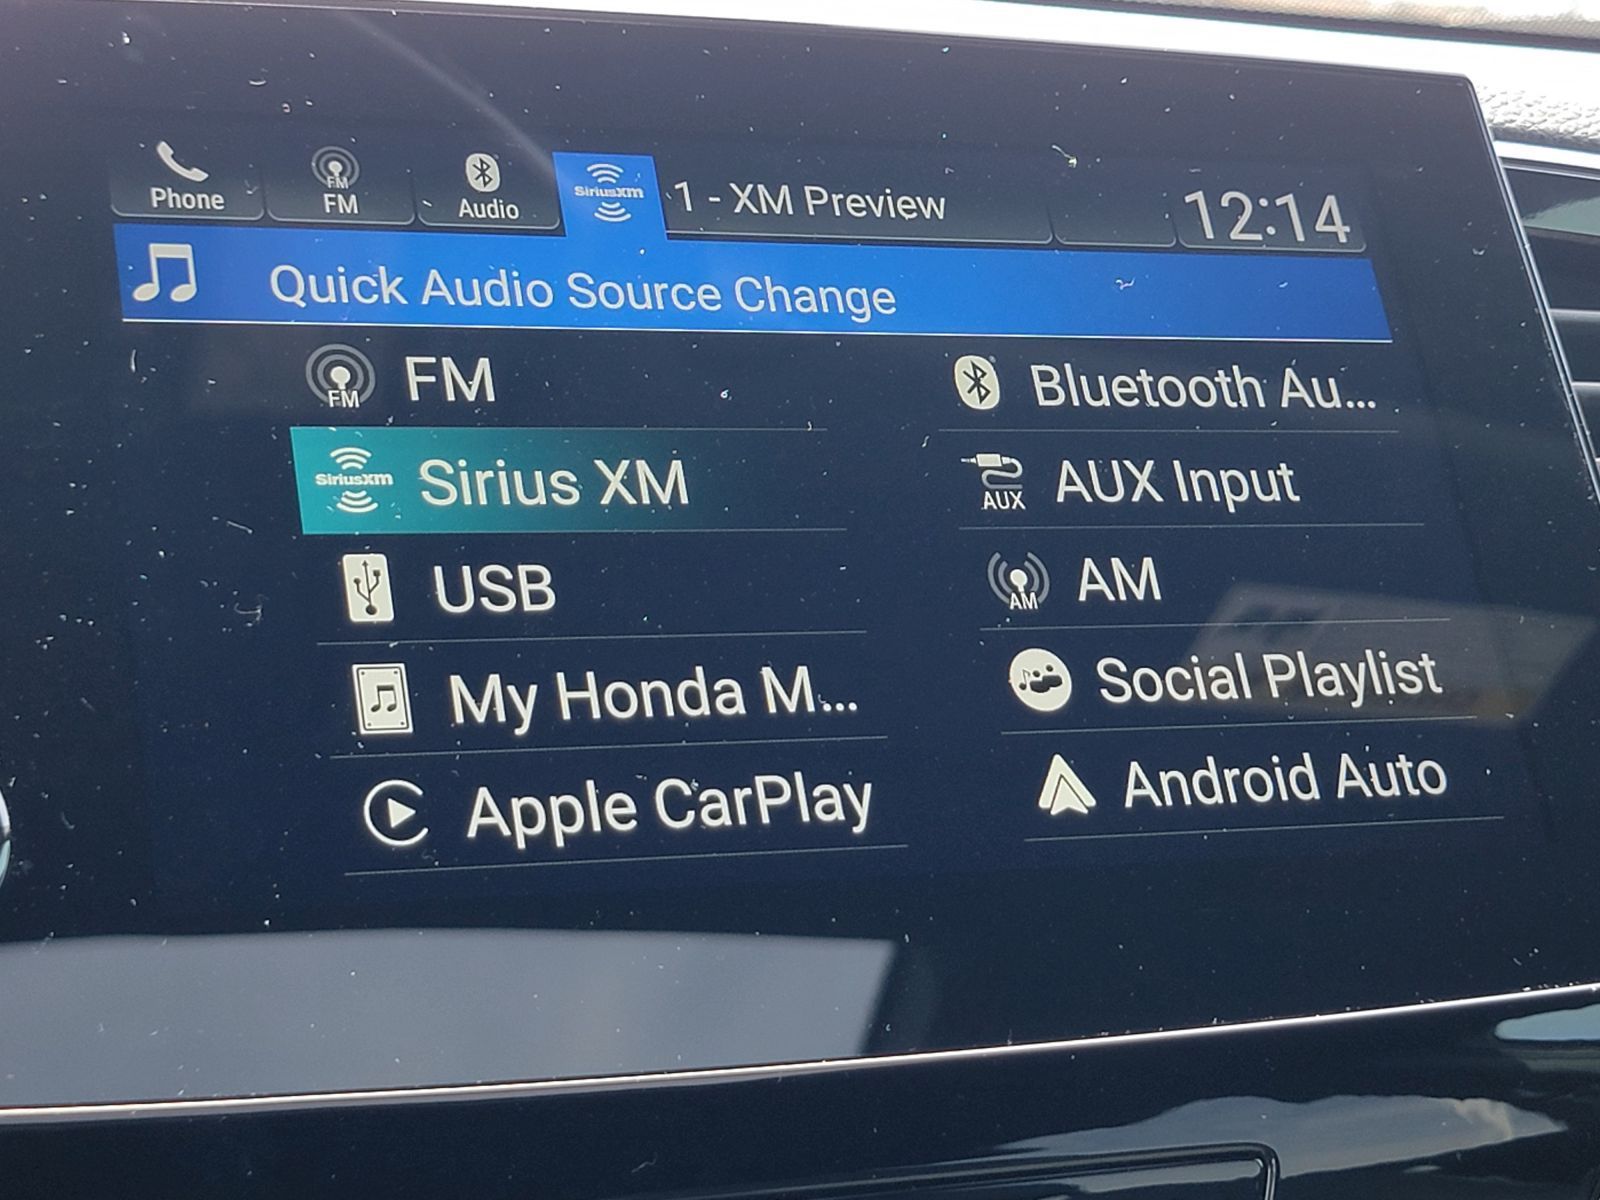 Phone
FM
FM
Audio
SiriusXM
1 - XM Preview
12:14
Quick Audio Source Change
FM
FM
Bluetooth Au...
SiriusXM
Sirius XM
AUX
AUX Input
USB
AM
AM
My Honda M...
Social Playlist
Apple CarPlay
Android Auto